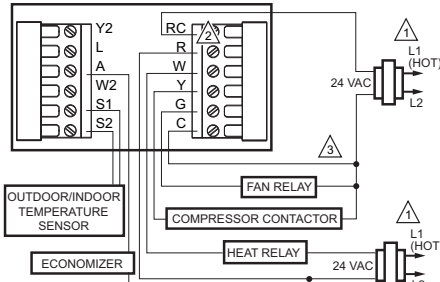 Y2
L
A
W2
S1
S2
RC
R
W
Y
G
C
2
1
L1
(HOT)
24 VAC
L2
3
FAN RELAY
OUTDOOR/INDOOR
TEMPERATURE
SENSOR
COMPRESSOR CONTACTOR
1
L1
(HOT
HEAT RELAY
ECONOMIZER
24 VAC